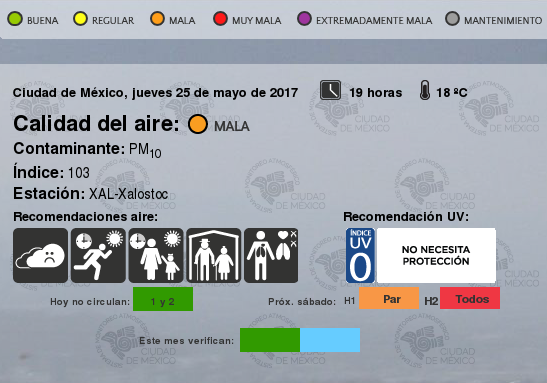 BUENA REGULAR MALA MUY MALA EXTREMADAMENTE MALA MANTENIMIENTO
Ciudad de México, jueves 25 de mayo de 2017 19 horas 18 ºC
Calidad del aire: MALA
Contaminante: PM10
Índice: 103
Estación: XAL-Xalostoc
Recomendaciones aire: Recomendación UV:
ÍNDICE
UV
0
NO NECESITA
PROTECCIÓN
Hoy no circulan: 1 y 2 Próx. sábado: H1 Par H2 Todos
Este mes verifican:
CIUDAD
DE MÉXICO